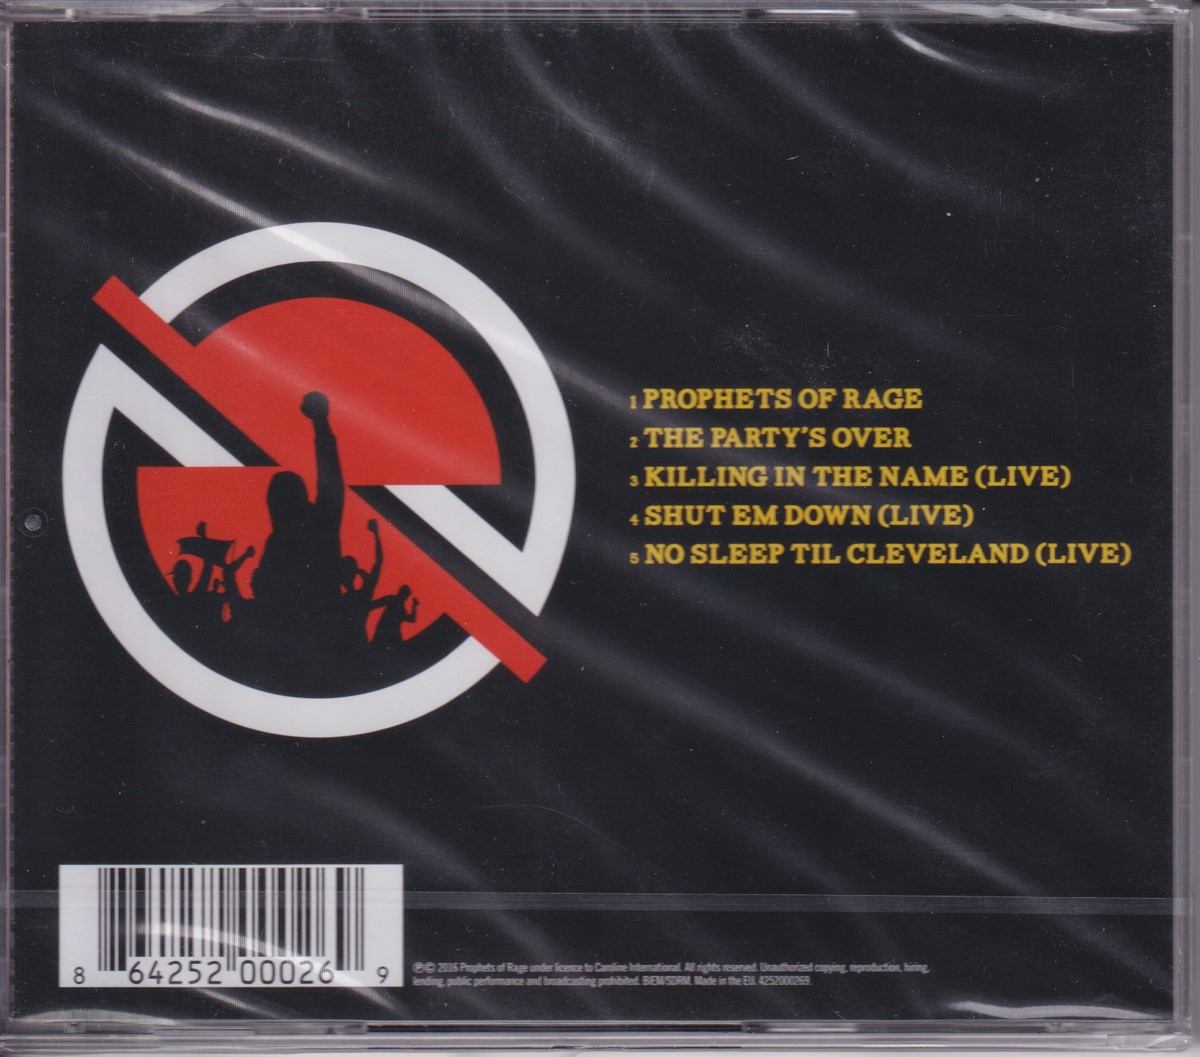 1 PROPHETS OF RAGE
2 THE PARTY'S OVER
3 KILLING IN THE NAME (LIVE)
4 SHUT EM DOWN (LIVE)
5 NO SLEEP TIL CLEVELAND (LIVE)
8 64252 00026 9
℗© 2016 Prophets of Rage under licence to Caroline International. All rights reserved. Unauthorized copying, reproduction, hiring,
lending, public performance and broadcasting prohibited. BIEM/SDRM. Made in the EU. 4252000269.